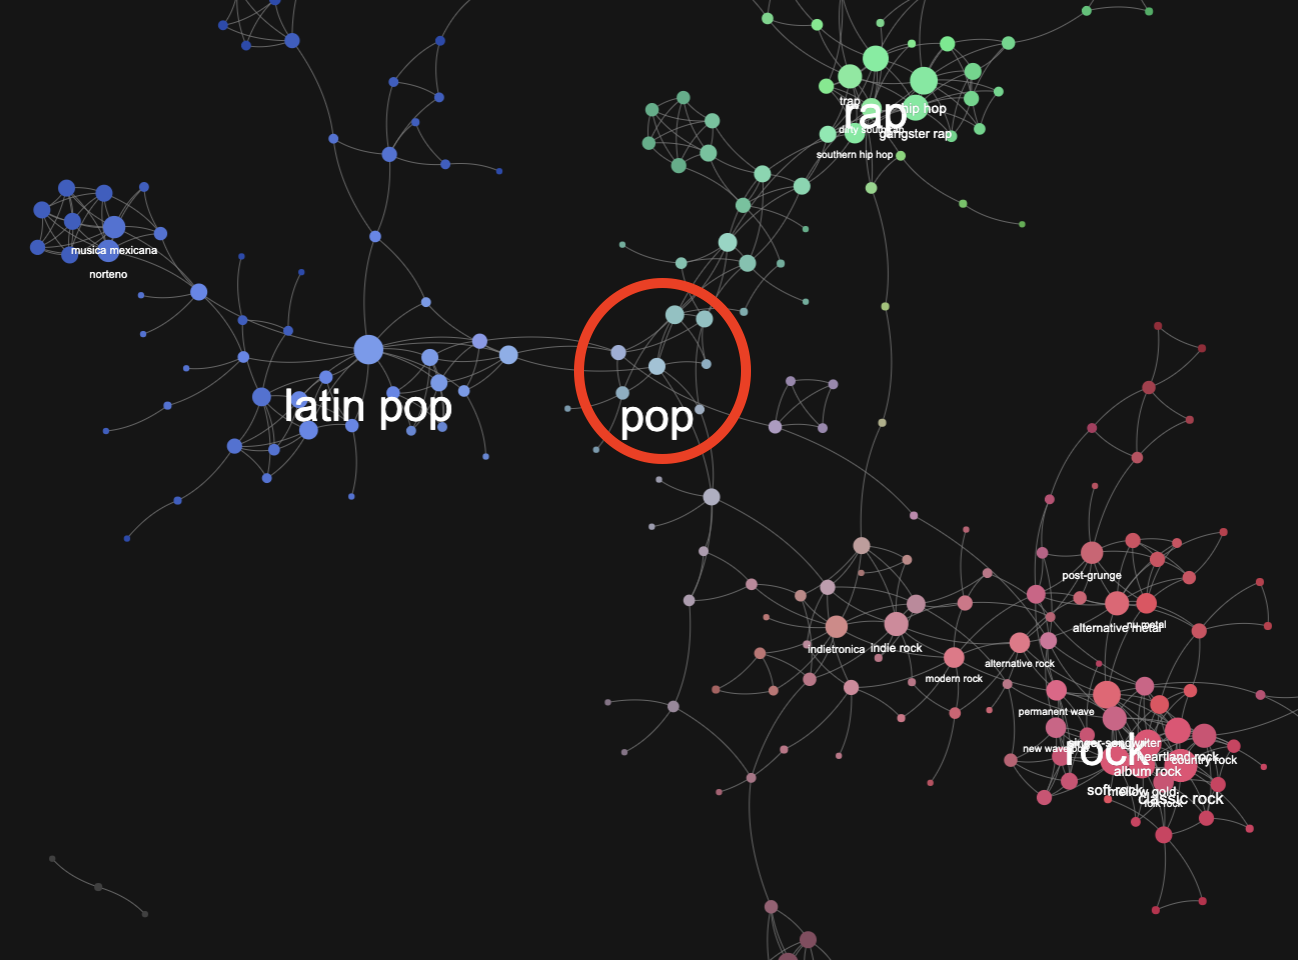 trap
rap
hip hop
dirty south rap
gangster rap
southern hip hop
musica mexicana
norteno
latin pop
pop
post-grunge
alternative metal
nu metal
indietronica
indie rock
alternative rock
modern rock
permanent wave
new wave pop
singer-songwriter
rock
heartland rock
country rock
album rock
soft rock
mellow gold
classic rock
folk rock